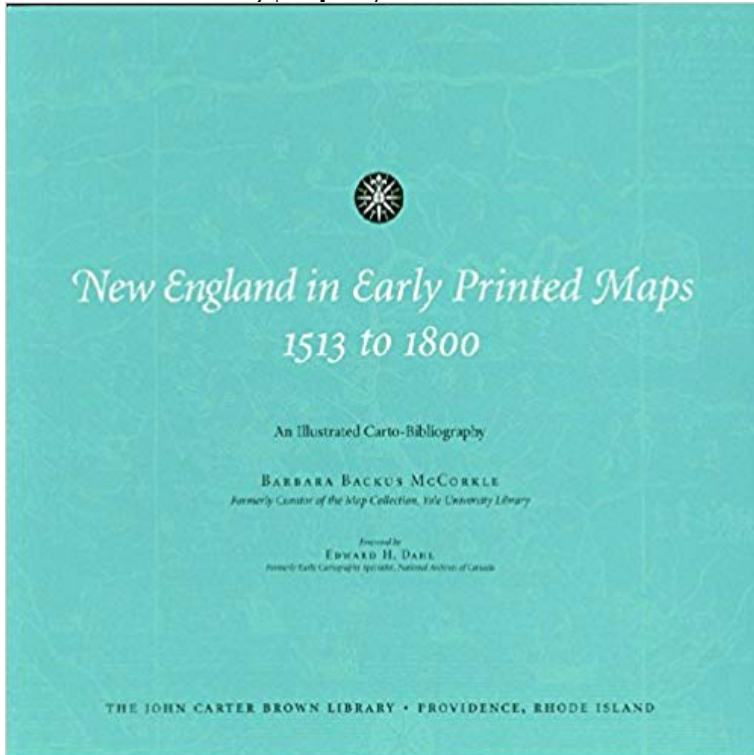 New England in Early Printed Maps
1513 to 1800
An Illustrated Carto-Bibliography
BARBARA BACKUS MCCORKLE
Formerly Curator of the Map Collection, Yale University Library
Foreword by
EDWARD H. DAHL
Formerly Early Cartography Specialist, National Archives of Canada
THE JOHN CARTER BROWN LIBRARY • PROVIDENCE, RHODE ISLAND